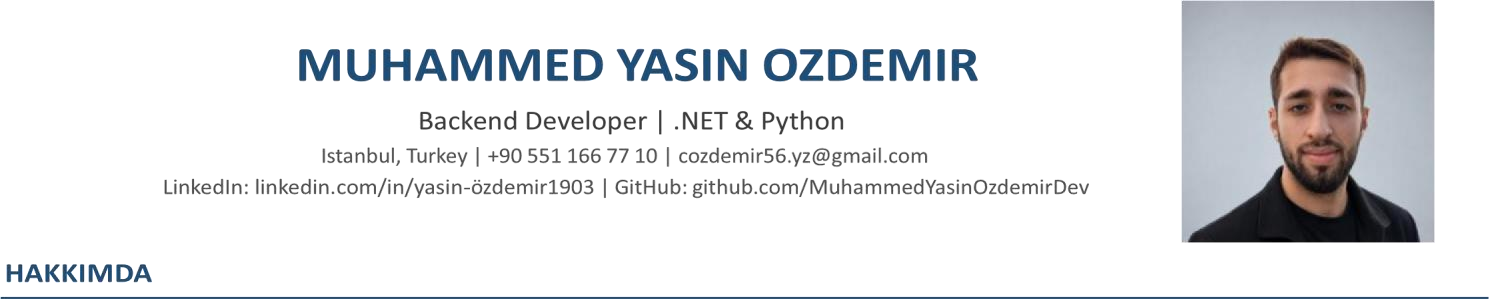 MUHAMMED YASIN OZDEMIR
Backend Developer | .NET & Python
Istanbul, Turkey | +90 551 166 77 10 | cozdemir56.yz@gmail.com
LinkedIn: linkedin.com/in/yasin-özdemir1903 | GitHub: github.com/MuhammedYasinOzdemirDev
HAKKIMDA